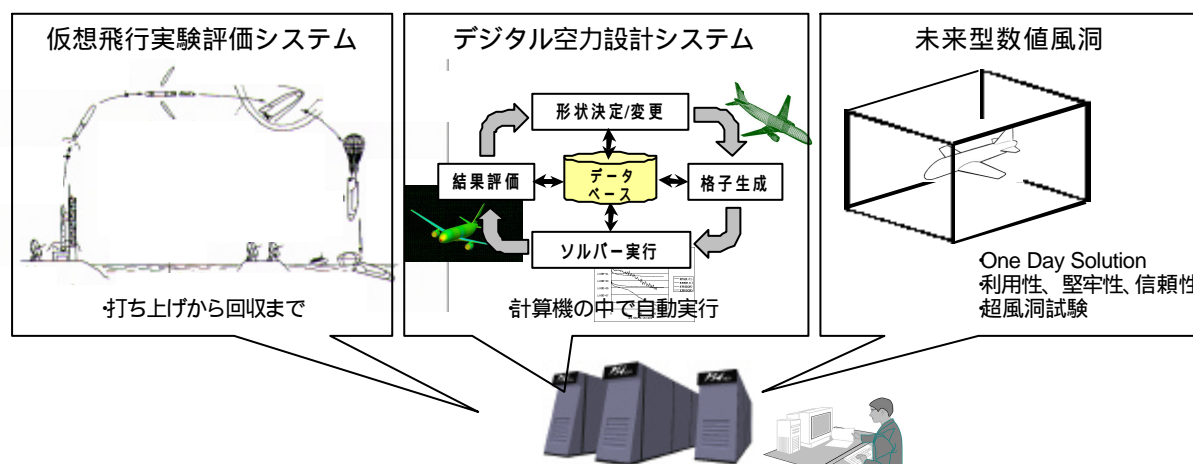 仮想飛行実験評価システム
・打ち上げから回収まで
デジタル空力設計システム
形状決定/変更
結果評価
データ
ベース
格子生成
ソルバー実行
・計算機の中で自動実行
未来型数値風洞
・One Day Solution
・利用性、堅牢性、信頼性
・超風洞試験